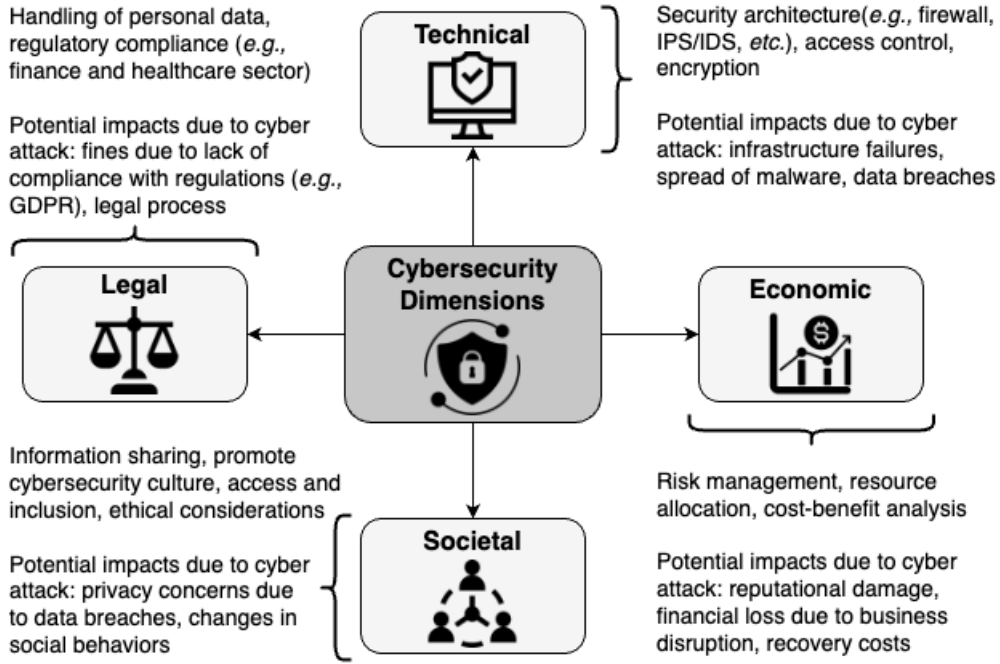 Handling of personal data,
regulatory compliance (e.g.,
finance and healthcare sector)
Potential impacts due to cyber
attack: fines due to lack of
compliance with regulations (e.g.,
GDPR), legal process
Technical
Security architecture(e.g., firewall,
IPS/IDS, etc.), access control,
encryption
Potential impacts due to cyber
attack: infrastructure failures,
spread of malware, data breaches
Legal
Cybersecurity
Dimensions
Economic
$
Information sharing, promote
cybersecurity culture, access and
inclusion, ethical considerations
Potential impacts due to cyber
attack: privacy concerns due
to data breaches, changes in
social behaviors
Societal
Risk management, resource
allocation, cost-benefit analysis
Potential impacts due to cyber
attack: reputational damage,
financial loss due to business
disruption, recovery costs